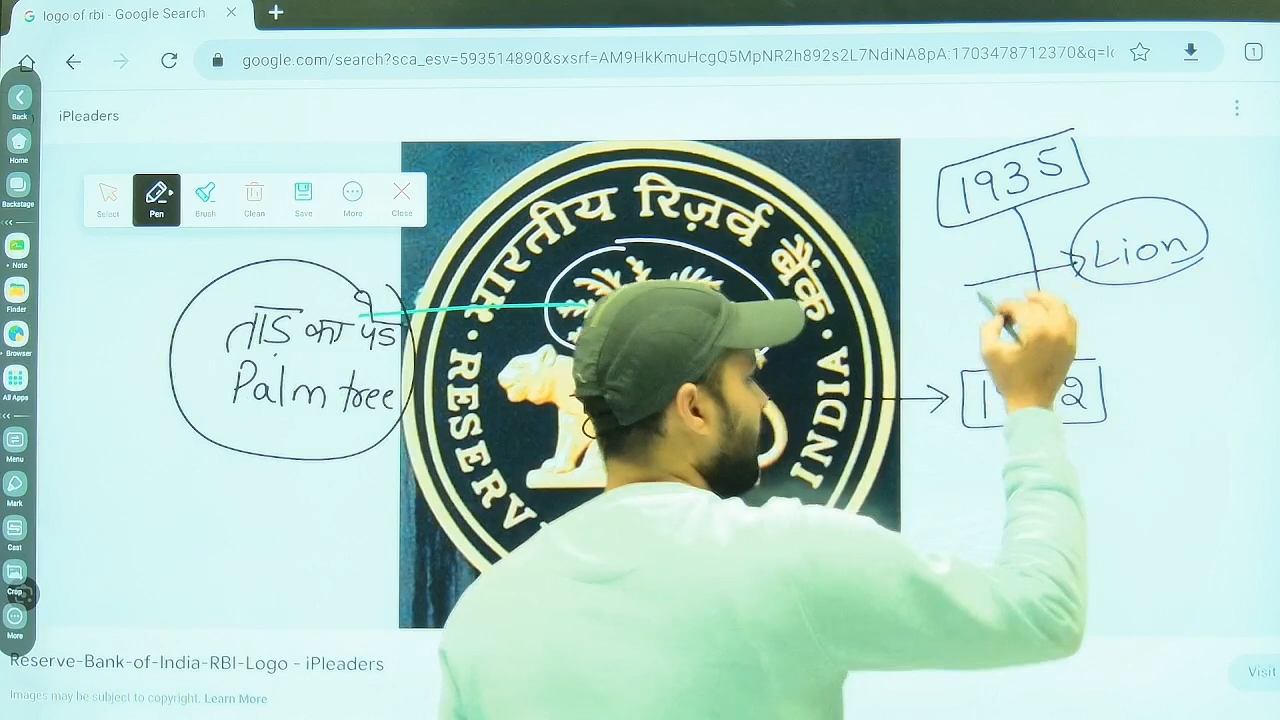 logo of rbi - Google Search
google.com/search?sca_esv=593514890&sxsrf=AM9HkKmuHcgQ5MpNR2h892s2L7NdiNA8pA:1703478712370&q=l
1
iPleaders
Back
Home
Backstage
Note
Finder
Browser
All Apps
Menu
Mark
Cast
Crop
More
Select
Pen
Brush
Clean
Save
More
Close
भारतीय रिज़र्व बैंक
RESERV
INDIA
1935
Lion
ताड़ का पेड़
Palm tree
Reserve-Bank-of-India-RBI-Logo - iPleaders
Images may be subject to copyright. Learn More
Visit